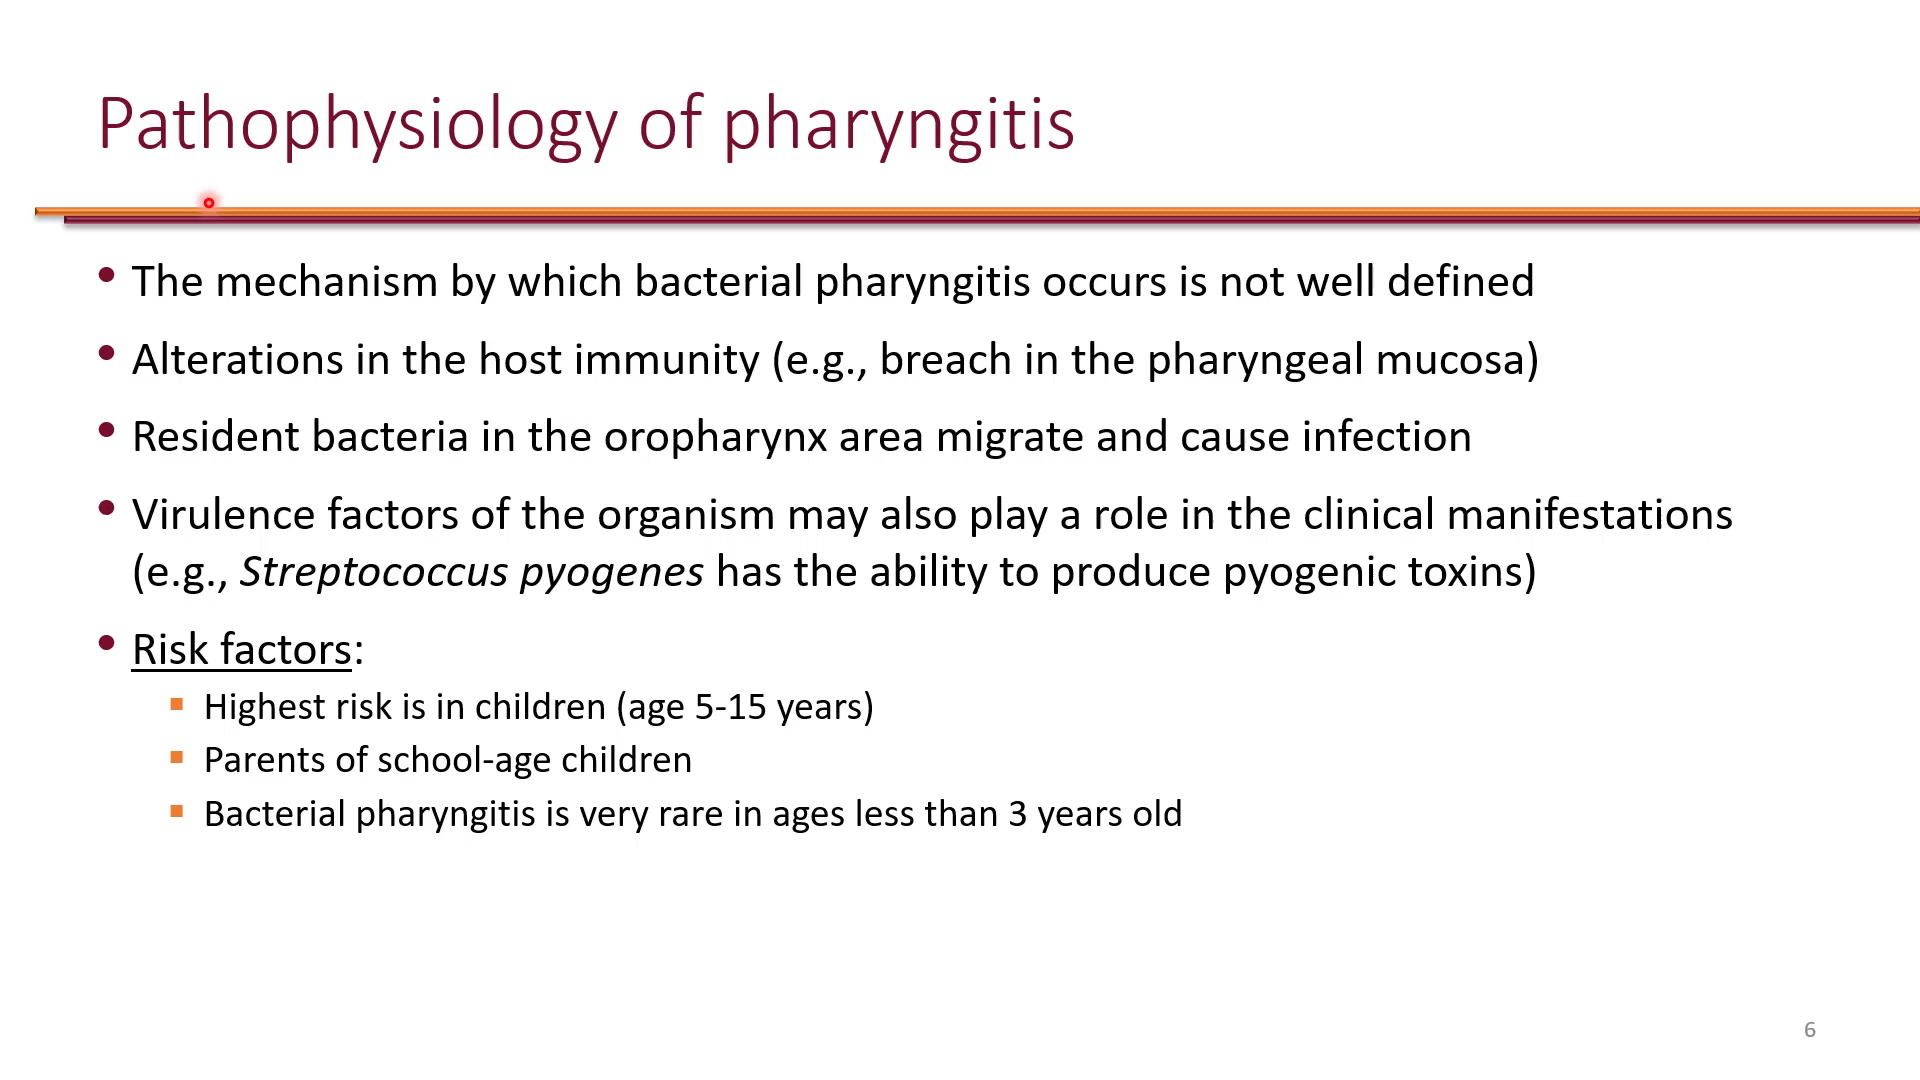 Pathophysiology of pharyngitis
• The mechanism by which bacterial pharyngitis occurs is not well defined
• Alterations in the host immunity (e.g., breach in the pharyngeal mucosa)
• Resident bacteria in the oropharynx area migrate and cause infection
• Virulence factors of the organism may also play a role in the clinical manifestations
(e.g., Streptococcus pyogenes has the ability to produce pyogenic toxins)
• Risk factors:
▪ Highest risk is in children (age 5-15 years)
▪ Parents of school-age children
▪ Bacterial pharyngitis is very rare in ages less than 3 years old
6